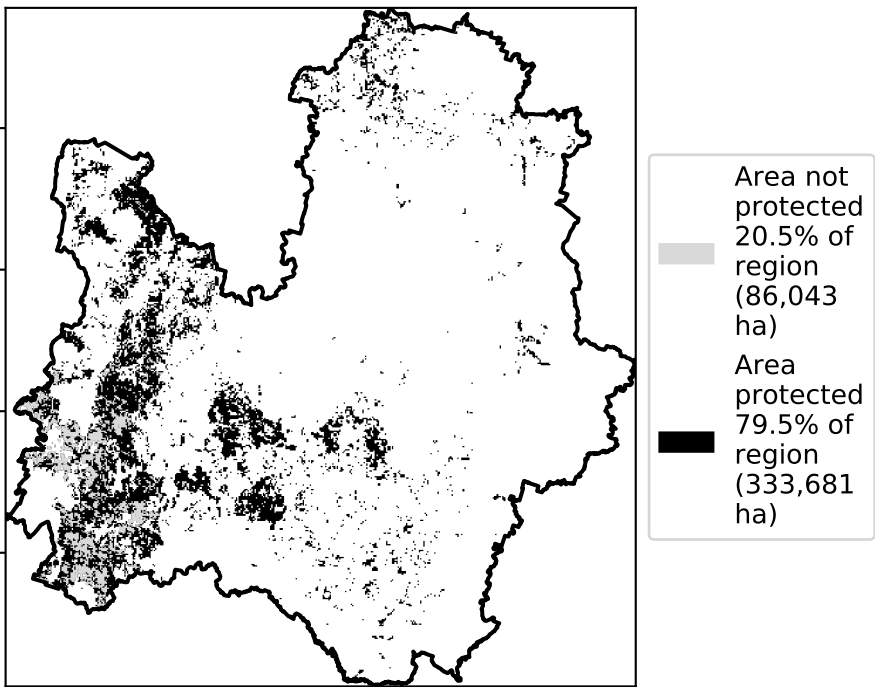 Area not
protected
20.5% of
region
(86,043
ha)
Area
protected
79.5% of
region
(333,681
ha)